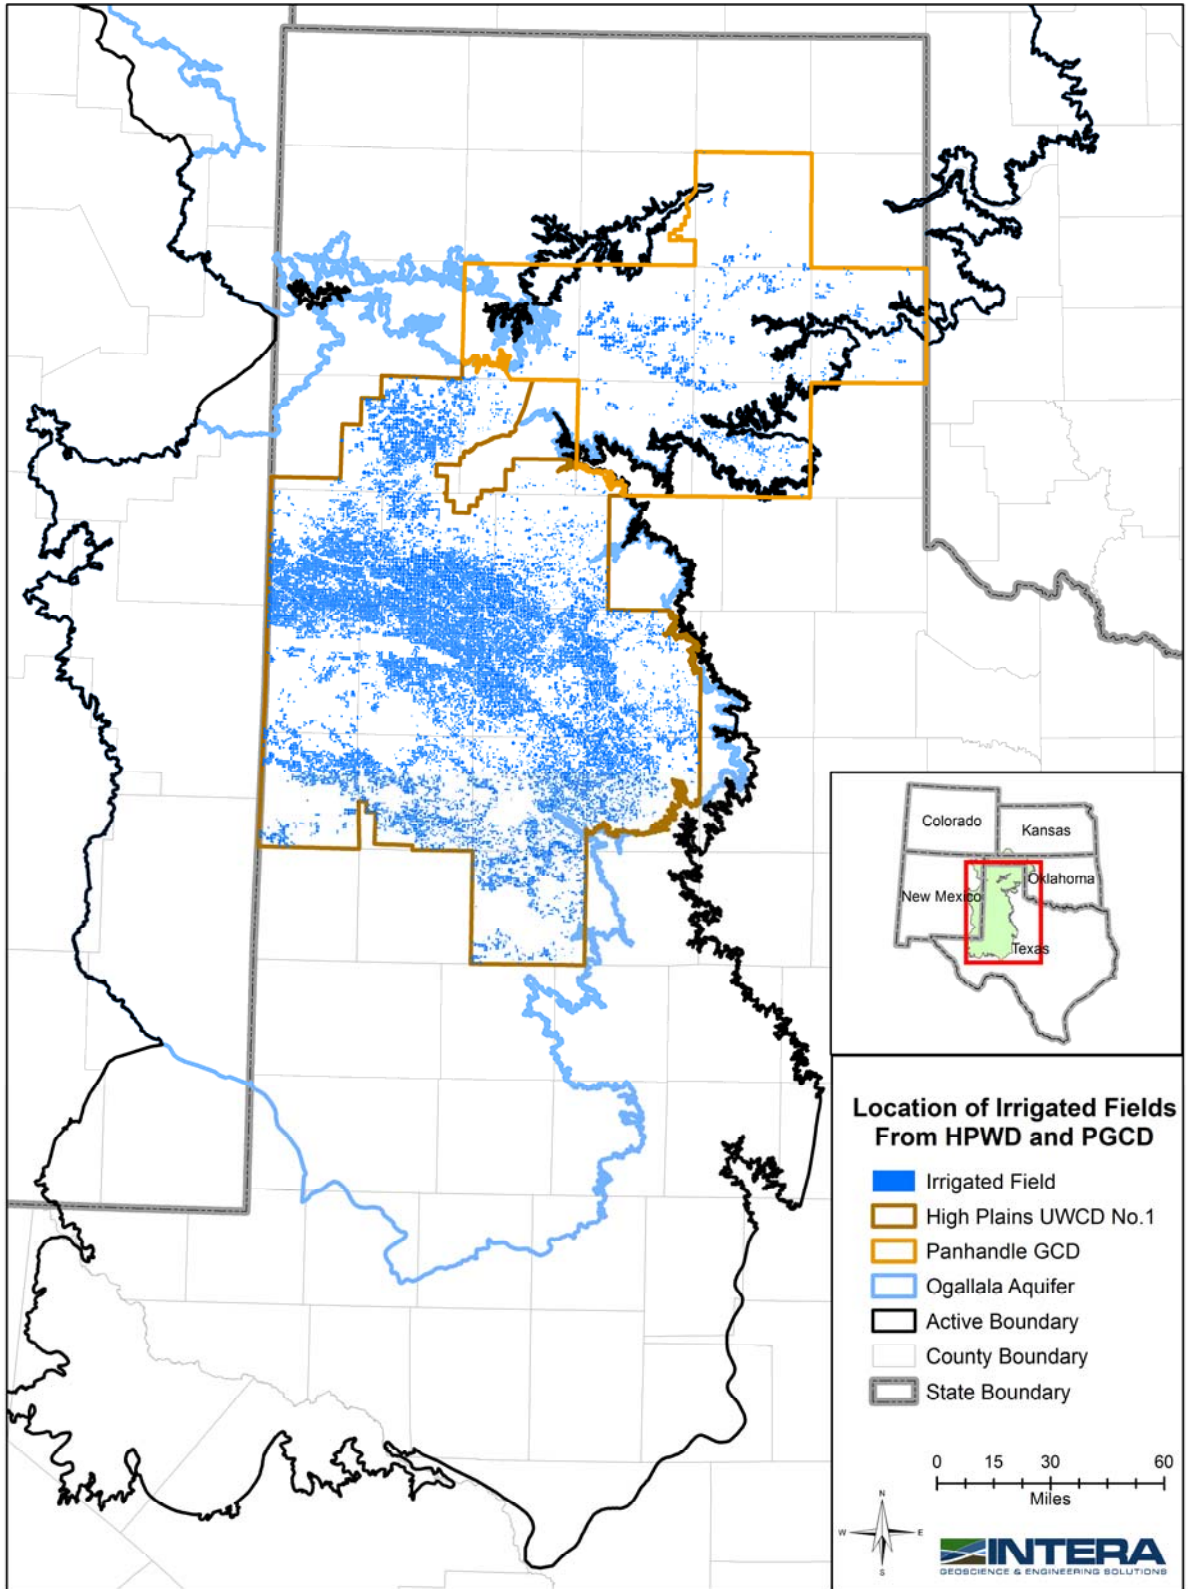 Colorado
Kansas
New Mexico
Oklahoma
Texas
Location of Irrigated Fields
From HPWD and PGCD
Irrigated Field
High Plains UWCD No.1
Panhandle GCD
Ogallala Aquifer
Active Boundary
County Boundary
State Boundary
0 15 30 60
Miles
N
W E
S
INTERA
GEOSCIENCE & ENGINEERING SOLUTIONS